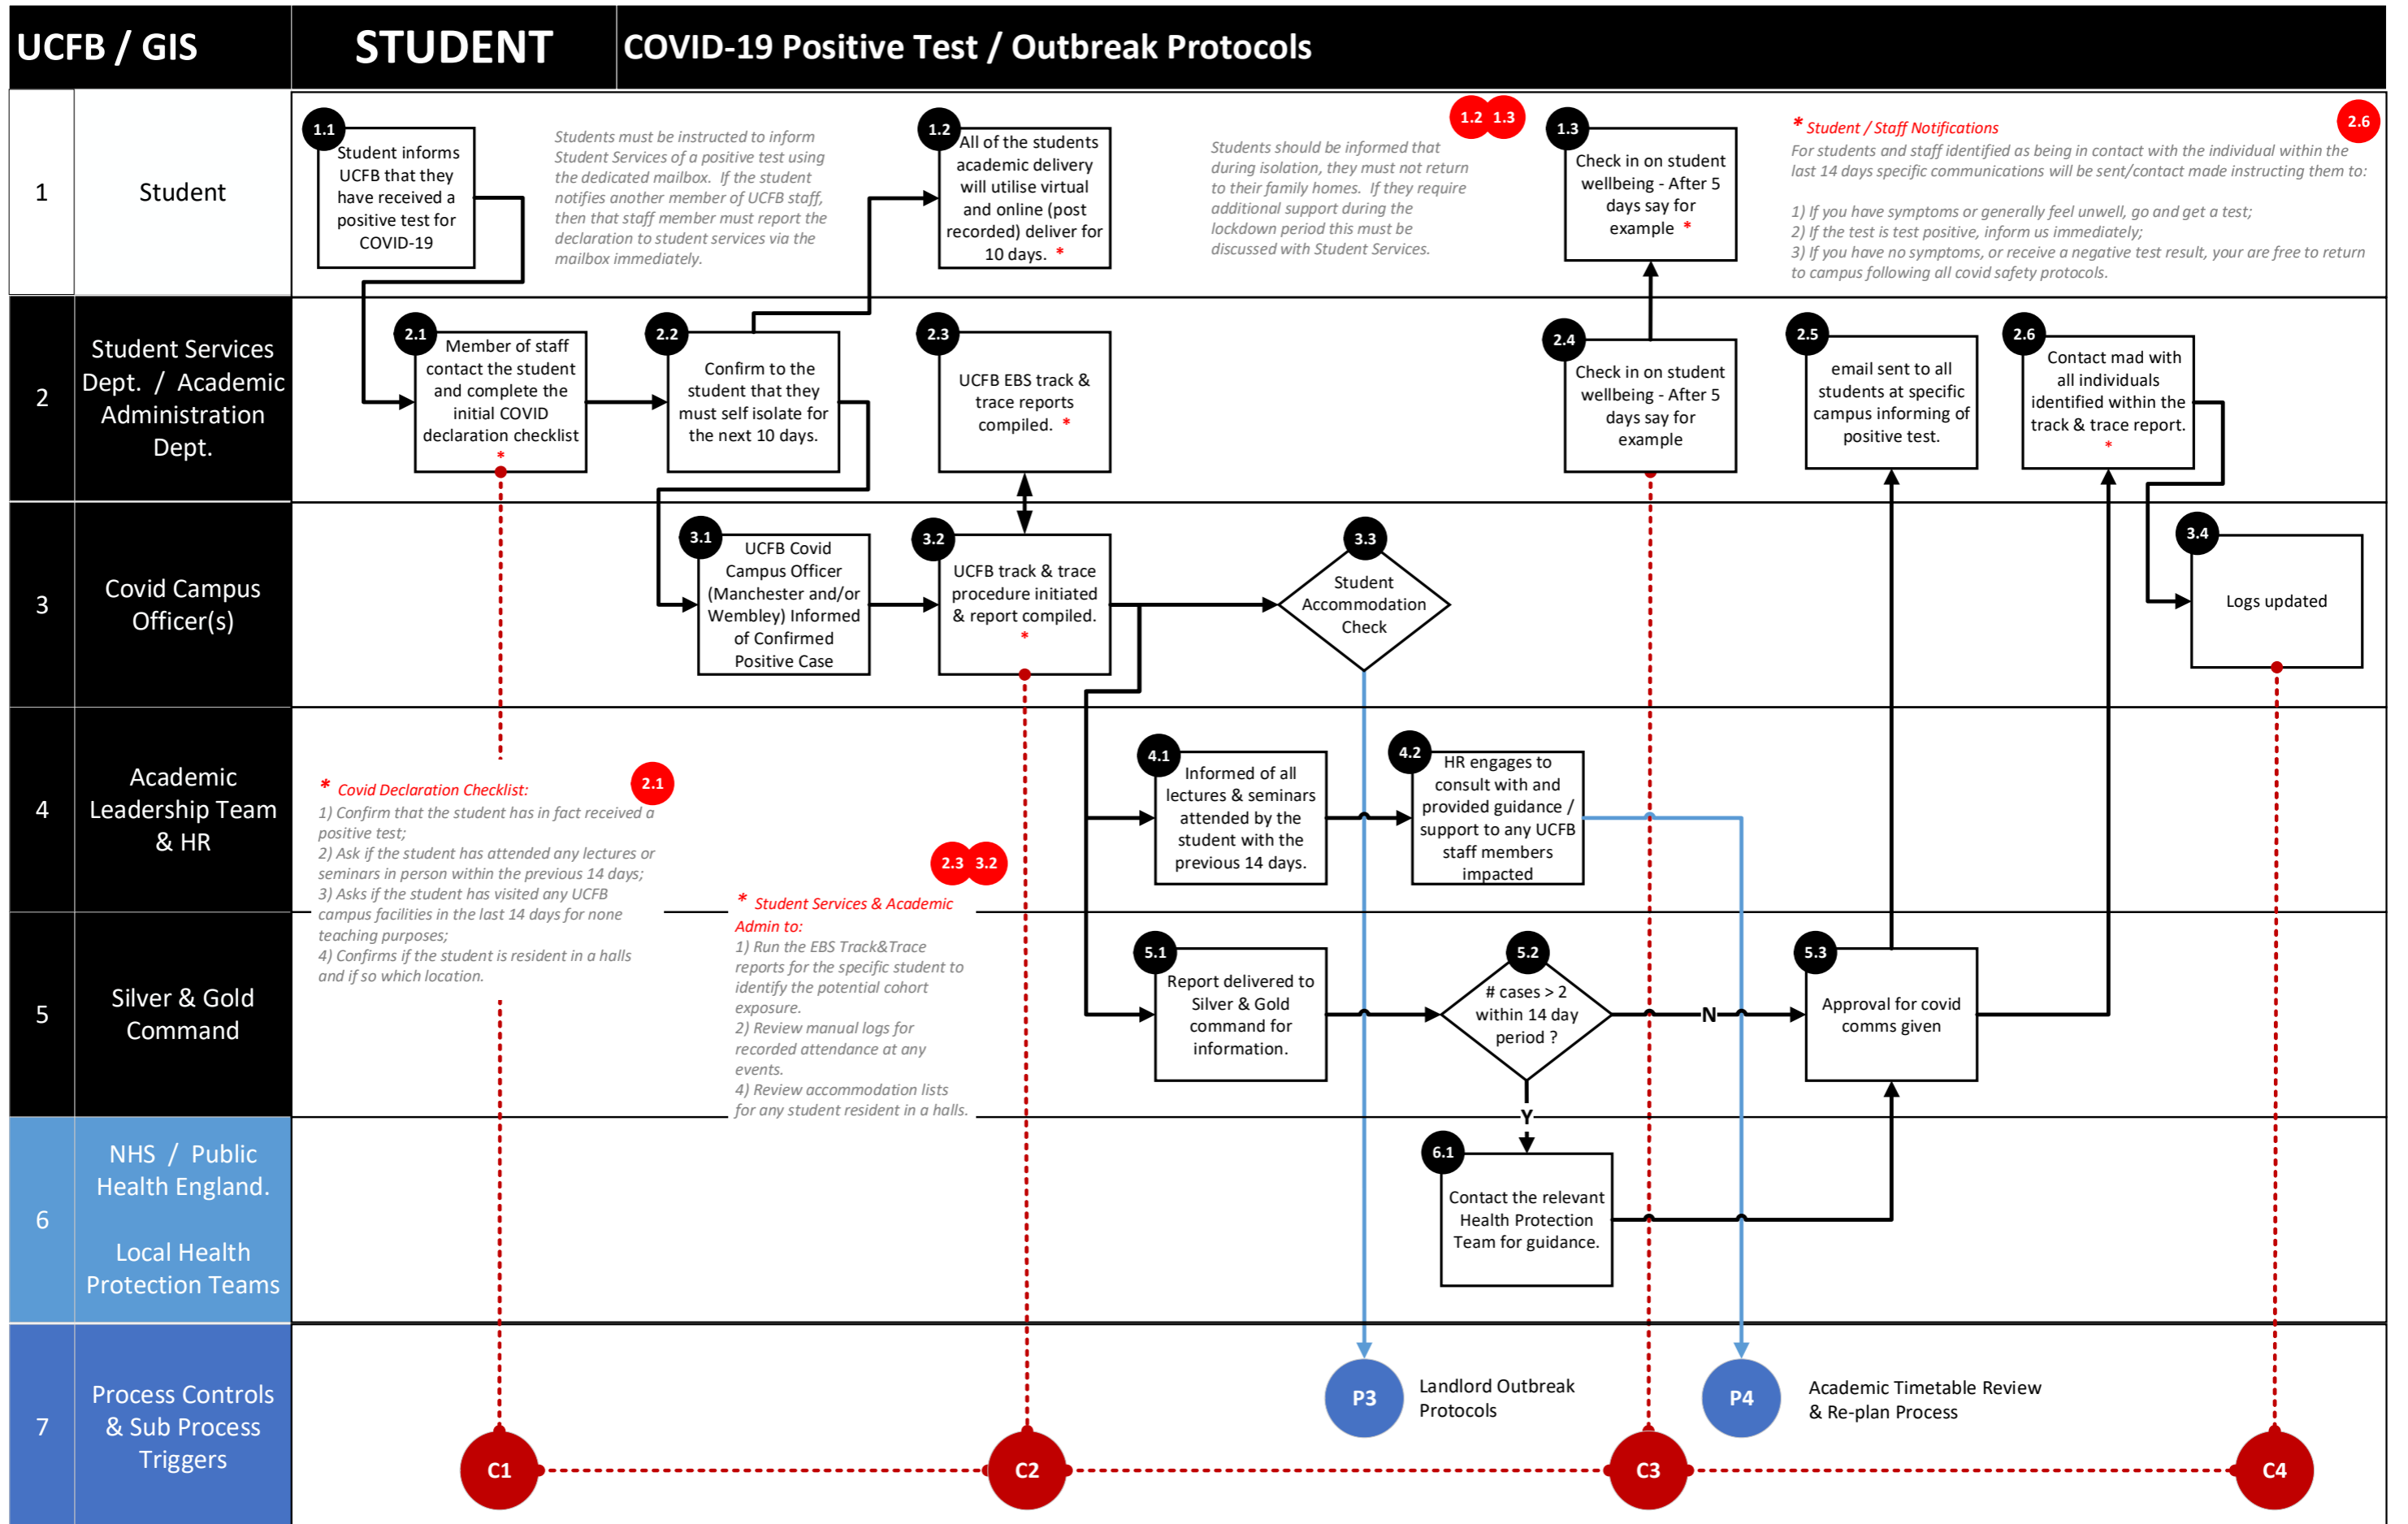 UCFB / GIS
STUDENT
COVID-19 Positive Test / Outbreak Protocols
1
Student
1.1
Student informs
UCFB that they
have received a
positive test for
COVID-19
Students must be instructed to inform
Student Services of a positive test using
the dedicated mailbox. If the student
notifies another member of UCFB staff,
then that staff member must report the
declaration to student services via the
mailbox immediately.
1.2
All of the students
academic delivery
will utilise virtual
and online (post
recorded) deliver for
10 days. *
1.2 1.3
Students should be informed that
during isolation, they must not return
to their family homes. If they require
additional support during the
lockdown period this must be
discussed with Student Services.
1.3
Check in on student
wellbeing - After 5
days say for
example *
2.6
* Student / Staff Notifications
For students and staff identified as being in contact with the individual within the
last 14 days specific communications will be sent/contact made instructing them to:
1) If you have symptoms or generally feel unwell, go and get a test;
2) If the test is test positive, inform us immediately;
3) If you have no symptoms, or receive a negative test result, your are free to return
to campus following all covid safety protocols.
2
Student Services
Dept. / Academic
Administration
Dept.
2.1
Member of staff
contact the student
and complete the
initial COVID
declaration checklist
*
2.2
Confirm to the
student that they
must self isolate for
the next 10 days.
2.3
UCFB EBS track &
trace reports
compiled. *
2.4
Check in on student
wellbeing - After 5
days say for
example
2.5
email sent to all
students at specific
campus informing of
positive test.
2.6
Contact mad with
all individuals
identified within the
track & trace report.
*
3
Covid Campus
Officer(s)
3.1
UCFB Covid
Campus Officer
(Manchester and/or
Wembley) Informed
of Confirmed
Positive Case
3.2
UCFB track & trace
procedure initiated
& report compiled.
*
3.3
Student
Accommodation
Check
3.4
Logs updated
4
Academic
Leadership Team
& HR
2.1
* Covid Declaration Checklist:
1) Confirm that the student has in fact received a
positive test;
2) Ask if the student has attended any lectures or
seminars in person within the previous 14 days;
3) Asks if the student has visited any UCFB
campus facilities in the last 14 days for none
teaching purposes;
4) Confirms if the student is resident in a halls
and if so which location.
2.3 3.2
* Student Services & Academic
Admin to:
1) Run the EBS Track&Trace
reports for the specific student to
identify the potential cohort
exposure.
2) Review manual logs for
recorded attendance at any
events.
4) Review accommodation lists
for any student resident in a halls.
4.1
Informed of all
lectures & seminars
attended by the
student with the
previous 14 days.
4.2
HR engages to
consult with and
provided guidance /
support to any UCFB
staff members
impacted
5
Silver & Gold
Command
5.1
Report delivered to
Silver & Gold
command for
information.
5.2
# cases > 2
within 14 day
period ?
N
Y
5.3
Approval for covid
comms given
6
NHS / Public
Health England.
Local Health
Protection Teams
6.1
Contact the relevant
Health Protection
Team for guidance.
7
Process Controls
& Sub Process
Triggers
P3
Landlord Outbreak
Protocols
P4
Academic Timetable Review
& Re-plan Process
C1
C2
C3
C4